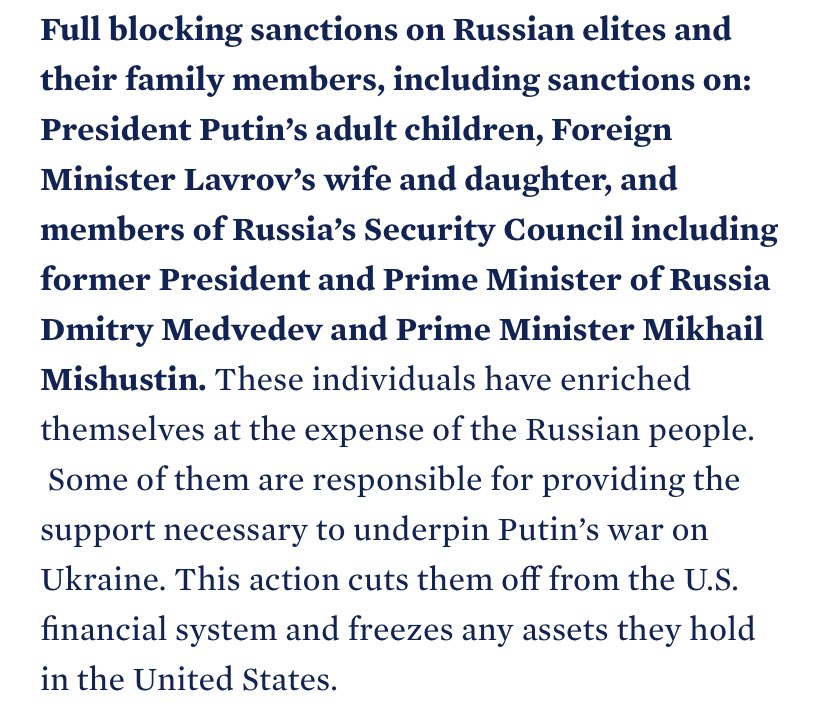 Full blocking sanctions on Russian elites and
their family members, including sanctions on:
President Putin’s adult children, Foreign
Minister Lavrov’s wife and daughter, and
members of Russia’s Security Council including
former President and Prime Minister of Russia
Dmitry Medvedev and Prime Minister Mikhail
Mishustin. These individuals have enriched
themselves at the expense of the Russian people.
Some of them are responsible for providing the
support necessary to underpin Putin’s war on
Ukraine. This action cuts them off from the U.S.
financial system and freezes any assets they hold
in the United States.